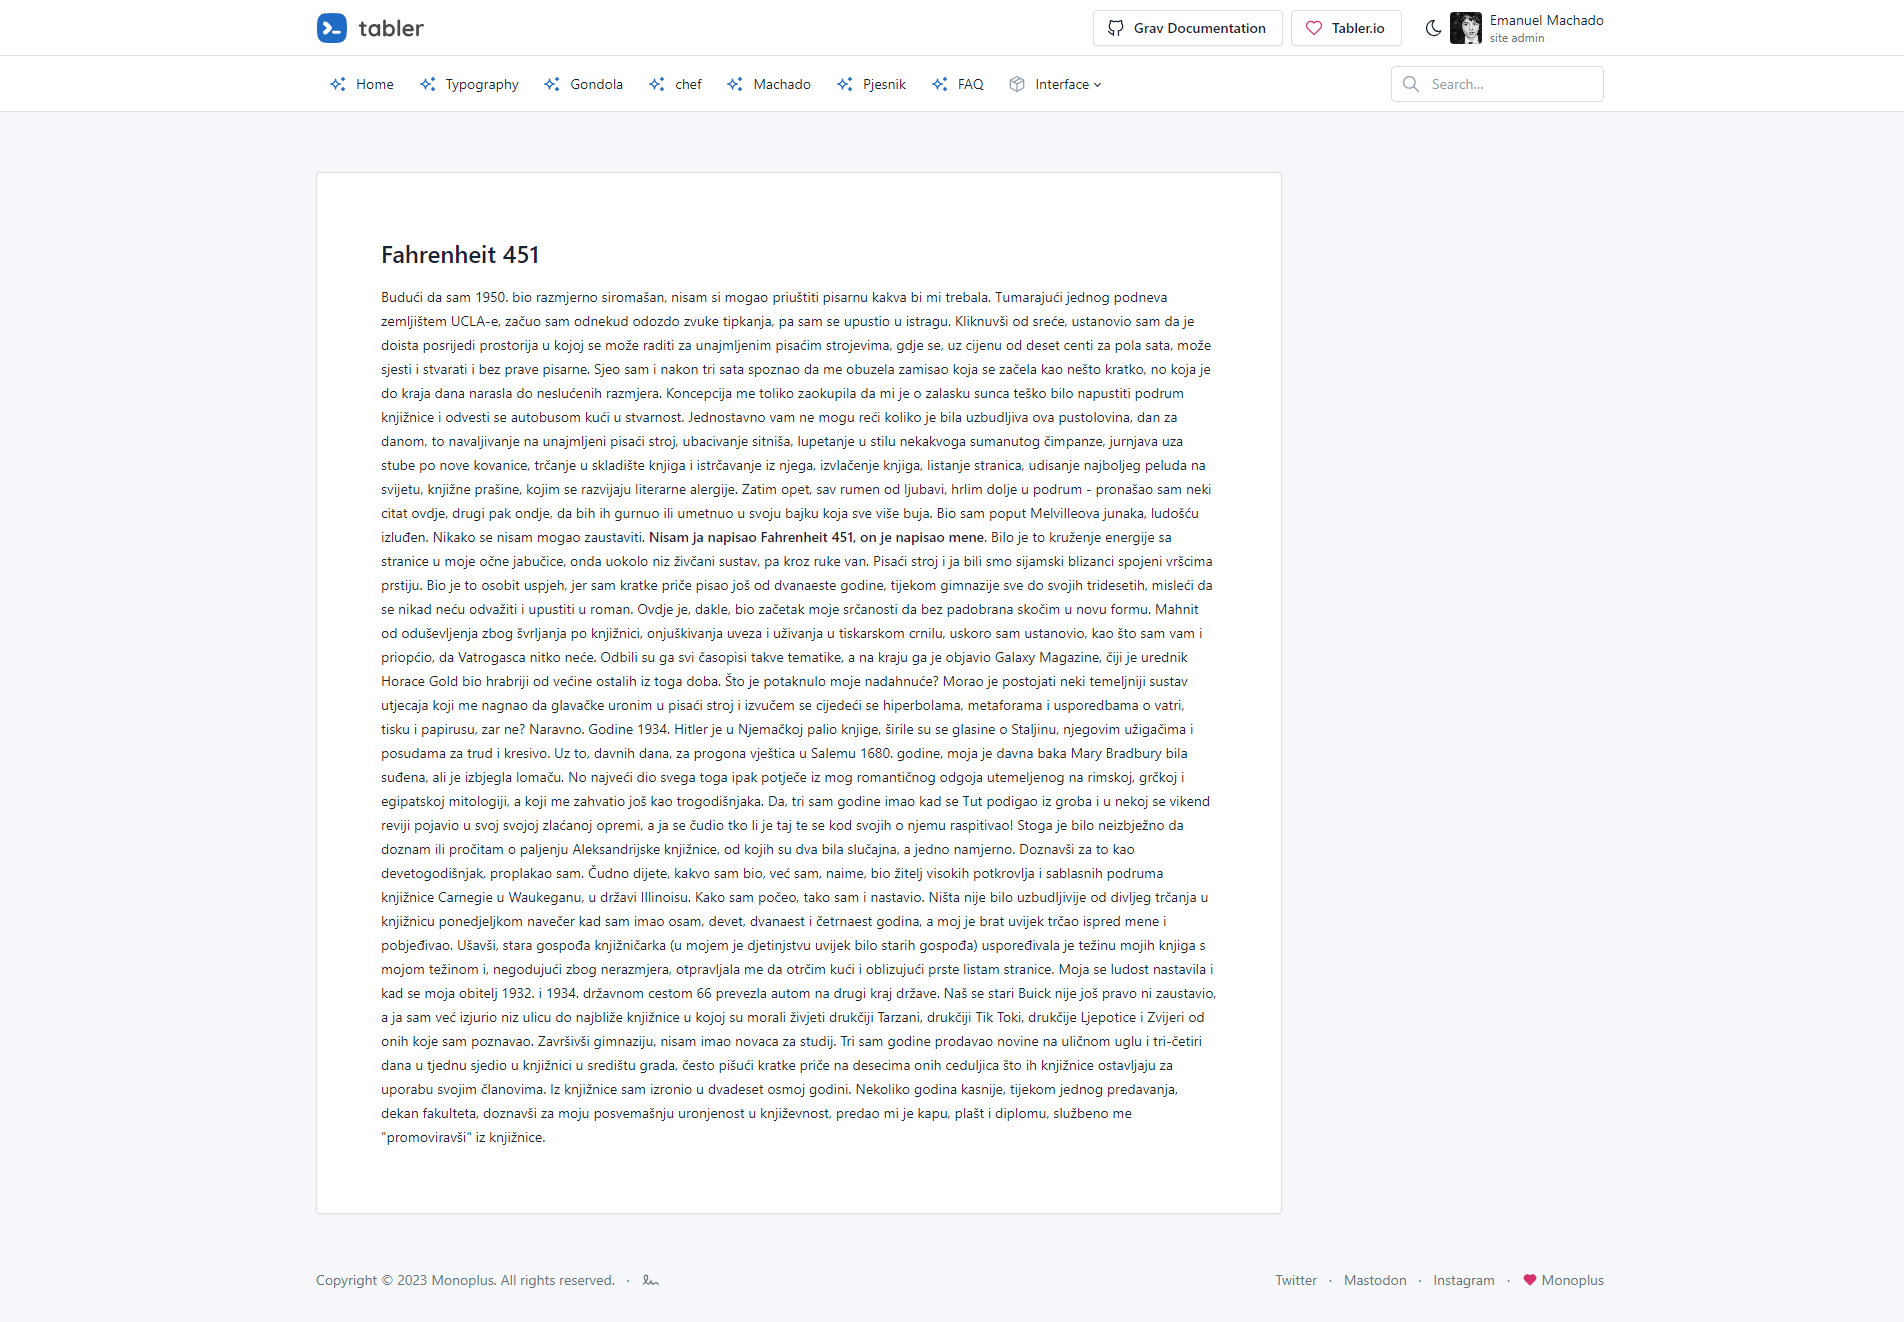 tabler
Grav Documentation
Tabler.io
Emanuel Machado
site admin
Home
Typography
Gondola
chef
Machado
Pjesnik
FAQ
Interface
Search...
Fahrenheit 451
Budući da sam 1950. bio razmjerno siromašan, nisam si mogao priuštiti pisarnu kakva bi mi trebala. Tumarajući jednog podneva
zemljištem UCLA-e, začuo sam odnekud odozdo zvuke tipkanja, pa sam se upustio u istragu. Kliknuvši od sreće, ustanovio sam da je
doista posrijedi prostorija u kojoj se može raditi za unajmljenim pisaćim strojevima, gdje se, uz cijenu od deset centi za pola sata, može
sjesti i stvarati i bez prave pisarne. Sjeo sam i nakon tri sata spoznao da me obuzela zamisao koja se začela kao nešto kratko, no koja je
do kraja dana narasla do neslućenih razmjera. Koncepcija me toliko zaokupila da mi je o zalasku sunca teško bilo napustiti podrum
knjižnice i odvesti se autobusom kući u stvarnost. Jednostavno vam ne mogu reći koliko je bila uzbudljiva ova pustolovina, dan za
danom, to navaljivanje na unajmljeni pisaći stroj, ubacivanje sitniša, lupetanje u stilu nekakvoga sumanutog čimpanze, jurnjava uza
stube po nove kovanice, trčanje u skladište knjiga i istrčavanje iz njega, izvlačenje knjiga, listanje stranica, udisanje najboljeg peluda na
svijetu, knjižne prašine, kojim se razvijaju literarne alergije. Zatim opet, sav rumen od ljubavi, hrlim dolje u podrum - pronašao sam neki
citat ovdje, drugi pak ondje, da bih ih gurnuo ili umetnuo u svoju bajku koja sve više buja. Bio sam poput Melvilleova junaka, ludošću
izluđen. Nikako se nisam mogao zaustaviti. Nisam ja napisao Fahrenheit 451, on je napisao mene. Bilo je to kruženje energije sa
stranice u moje očne jabučice, onda uokolo niz živčani sustav, pa kroz ruke van. Pisaći stroj i ja bili smo sijamski blizanci spojeni vršcima
prstiju. Bio je to osobit uspjeh, jer sam kratke priče pisao još od dvanaeste godine, tijekom gimnazije sve do svojih tridesetih, misleći da
se nikad neću odvažiti i upustiti u roman. Ovdje je, dakle, bio začetak moje srčanosti da bez padobrana skočim u novu formu. Mahnit
od oduševljenja zbog švrljanja po knjižnici, onjuškivanja uveza i uživanja u tiskarskom crnilu, uskoro sam ustanovio, kao što sam vam i
priopćio, da Vatrogasca nitko neće. Odbili su ga svi časopisi takve tematike, a na kraju ga je objavio Galaxy Magazine, čiji je urednik
Horace Gold bio hrabriji od većine ostalih iz toga doba. Što je potaknulo moje nadahnuće? Morao je postojati neki temeljniji sustav
utjecaja koji me nagnao da glavačke uronim u pisaći stroj i izvučem se cijedeći se hiperbolama, metaforama i usporedbama o vatri,
tisku i papirusu, zar ne? Naravno. Godine 1934. Hitler je u Njemačkoj palio knjige, širile su se glasine o Staljinu, njegovim užigačima i
posudama za trud i kresivo. Uz to, davnih dana, za progona vještica u Salemu 1680. godine, moja je davna baka Mary Bradbury bila
suđena, ali je izbjegla lomaču. No najveći dio svega toga ipak potječe iz mog romantičnog odgoja utemeljenog na rimskoj, grčkoj i
egipatskoj mitologiji, a koji me zahvatio još kao trogodišnjaka. Da, tri sam godine imao kad se Tut podigao iz groba i u nekoj se vikend
reviji pojavio u svoj svojoj zlaćanoj opremi, a ja se čudio tko li je taj te se kod svojih o njemu raspitivao! Stoga je bilo neizbježno da
doznam ili pročitam o paljenju Aleksandrijske knjižnice, od kojih su dva bila slučajna, a jedno namjerno. Doznavši za to kao
devetogodišnjak, proplakao sam. Čudno dijete, kakvo sam bio, već sam, naime, bio žitelj visokih potkrovlja i sablasnih podruma
knjižnice Carnegie u Waukeganu, u državi Illinoisu. Kako sam počeo, tako sam i nastavio. Ništa nije bilo uzbudljivije od divljeg trčanja u
knjižnicu ponedjeljkom navečer kad sam imao osam, devet, dvanaest i četrnaest godina, a moj je brat uvijek trčao ispred mene i
pobjeđivao. Ušavši, stara gospođa knjižničarka (u mojem je djetinjstvu uvijek bilo starih gospođa) uspoređivala je težinu mojih knjiga s
mojom težinom i, negodujući zbog nerazmjera, otpravljala me da otrčim kući i oblizujući prste listam stranice. Moja se ludost nastavila i
kad se moja obitelj 1932. i 1934. državnom cestom 66 prevezla autom na drugi kraj države. Naš se stari Buick nije još pravo ni zaustavio,
a ja sam već izjurio niz ulicu do najbliže knjižnice u kojoj su morali živjeti drukčiji Tarzani, drukčiji Tik Toki, drukčije Ljepotice i Zvijeri od
onih koje sam poznavao. Završivši gimnaziju, nisam imao novaca za studij. Tri sam godine prodavao novine na uličnom uglu i tri-četiri
dana u tjednu sjedio u knjižnici u središtu grada, često pišući kratke priče na desecima onih ceduljica što ih knjižnice ostavljaju za
uporabu svojim članovima. Iz knjižnice sam izronio u dvadeset osmoj godini. Nekoliko godina kasnije, tijekom jednog predavanja,
dekan fakulteta, doznavši za moju posvemašnju uronjenost u književnost, predao mi je kapu, plašt i diplomu, službeno me
"promoviravši" iz knjižnice.
Copyright © 2023 Monoplus. All rights reserved. ·
Twitter · Mastodon · Instagram · Monoplus